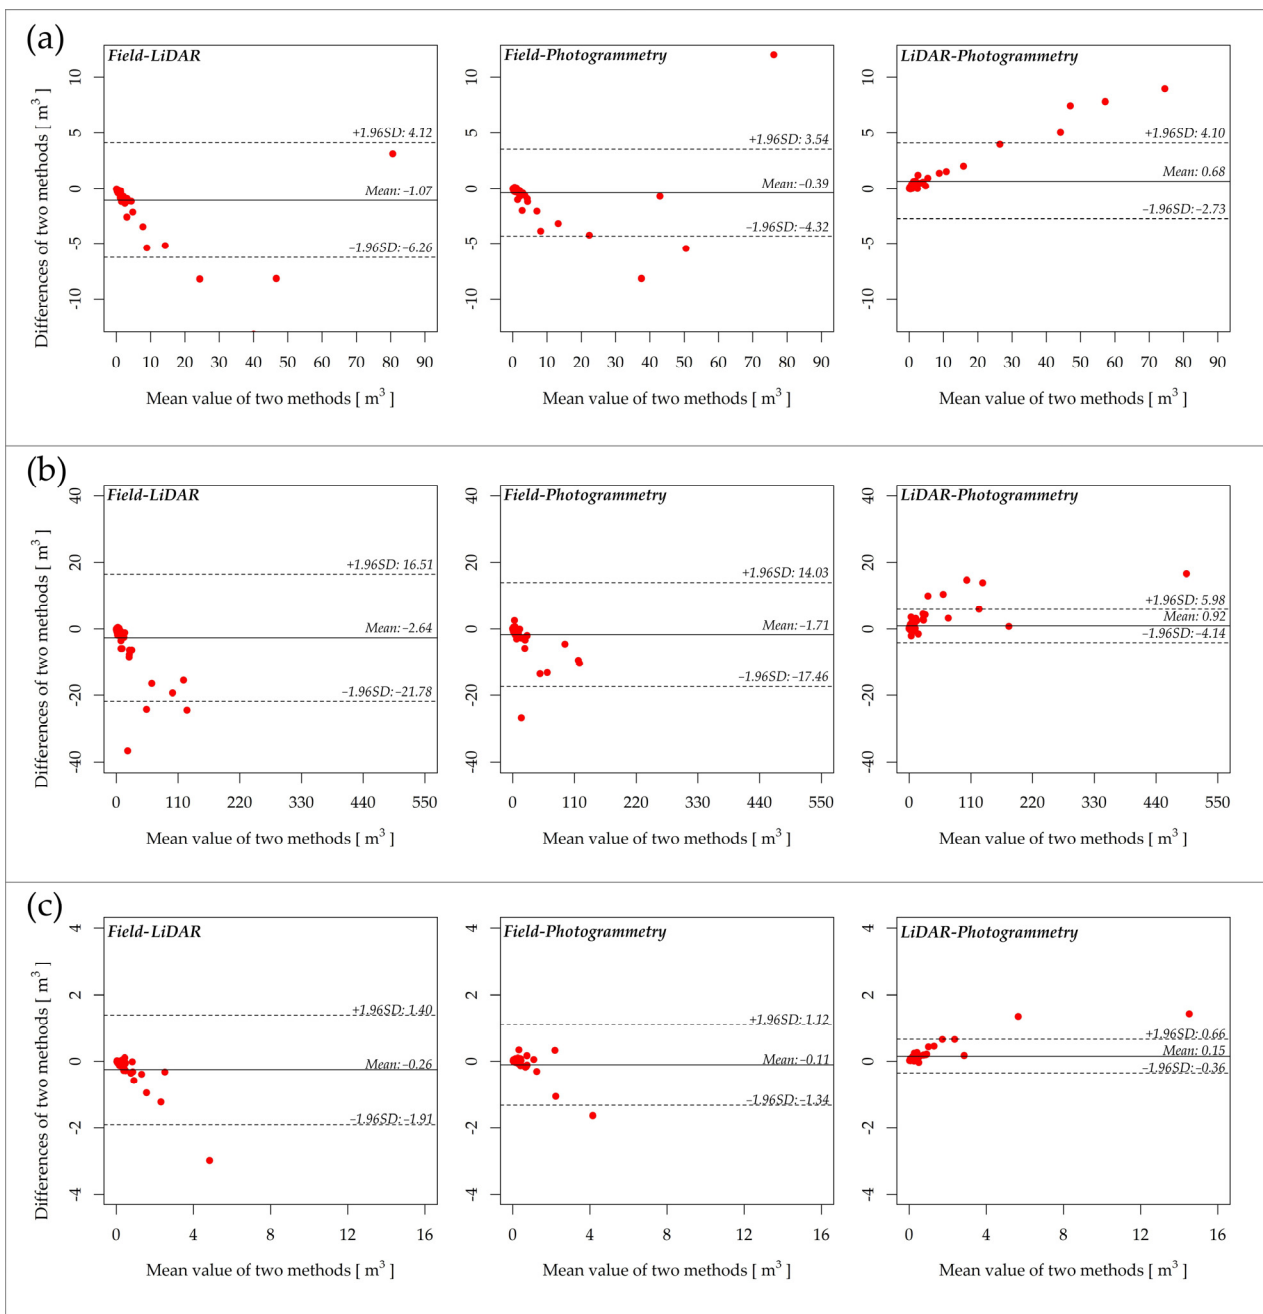 (a)
Field-LiDAR
Field-Photogrammetry
LiDAR-Photogrammetry
Differences of two methods [ m³ ]
10
5
0
-5
-10
+1.96SD: 4.12
Mean: –1.07
–1.96SD: –6.26
0 10 20 30 40 50 60 70 80 90
Mean value of two methods [ m³ ]
10
5
0
-5
-10
+1.96SD: 3.54
Mean: –0.39
–1.96SD: –4.32
0 10 20 30 40 50 60 70 80 90
Mean value of two methods [ m³ ]
10
5
0
-5
-10
+1.96SD: 4.10
Mean: 0.68
–1.96SD: –2.73
0 10 20 30 40 50 60 70 80 90
Mean value of two methods [ m³ ]
(b)
Field-LiDAR
Field-Photogrammetry
LiDAR-Photogrammetry
Differences of two methods [ m³ ]
40
20
0
-20
-40
+1.96SD: 16.51
Mean: –2.64
–1.96SD: –21.78
0 110 220 330 440 550
Mean value of two methods [ m³ ]
40
20
0
-20
-40
+1.96SD: 14.03
Mean: –1.71
–1.96SD: –17.46
0 110 220 330 440 550
Mean value of two methods [ m³ ]
40
20
0
-20
-40
+1.96SD: 5.98
Mean: 0.92
–1.96SD: –4.14
0 110 220 330 440 550
Mean value of two methods [ m³ ]
(c)
Field-LiDAR
Field-Photogrammetry
LiDAR-Photogrammetry
Differences of two methods [ m³ ]
4
2
0
-2
-4
+1.96SD: 1.40
Mean: –0.26
–1.96SD: –1.91
0 4 8 12 16
Mean value of two methods [ m³ ]
4
2
0
-2
-4
+1.96SD: 1.12
Mean: –0.11
–1.96SD: –1.34
0 4 8 12 16
Mean value of two methods [ m³ ]
4
2
0
-2
-4
+1.96SD: 0.66
Mean: 0.15
–1.96SD: –0.36
0 4 8 12 16
Mean value of two methods [ m³ ]